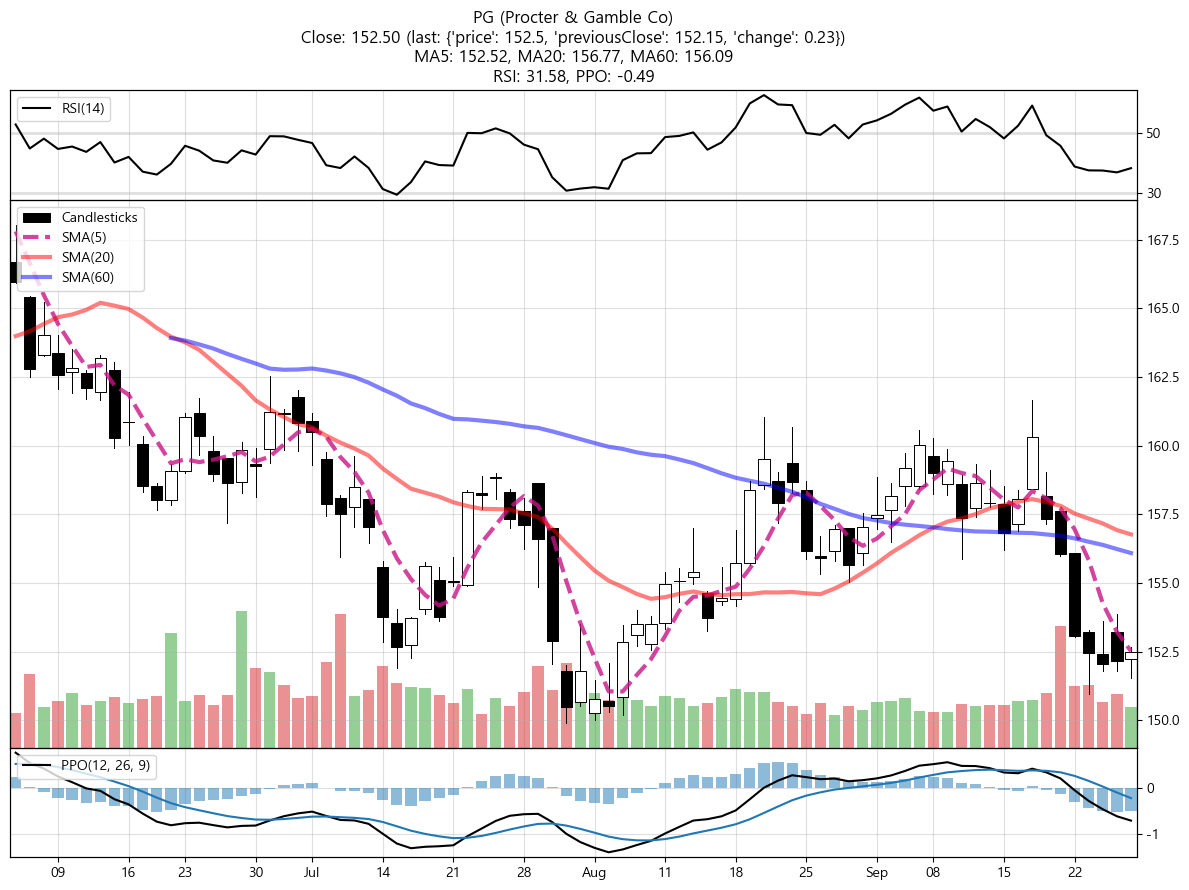 PG (Procter & Gamble Co)
Close: 152.50 (last: {'price': 152.5, 'previousClose': 152.15, 'change': 0.23})
MA5: 152.52, MA20: 156.77, MA60: 156.09
RSI: 31.58, PPO: -0.49
RSI(14)
50
30
Candlesticks
SMA(5)
SMA(20)
SMA(60)
167.5
165.0
162.5
160.0
157.5
155.0
152.5
150.0
PPO(12, 26, 9)
0
-1
09 16 23 30 Jul 14 21 28 Aug 11 18 25 Sep 08 15 22